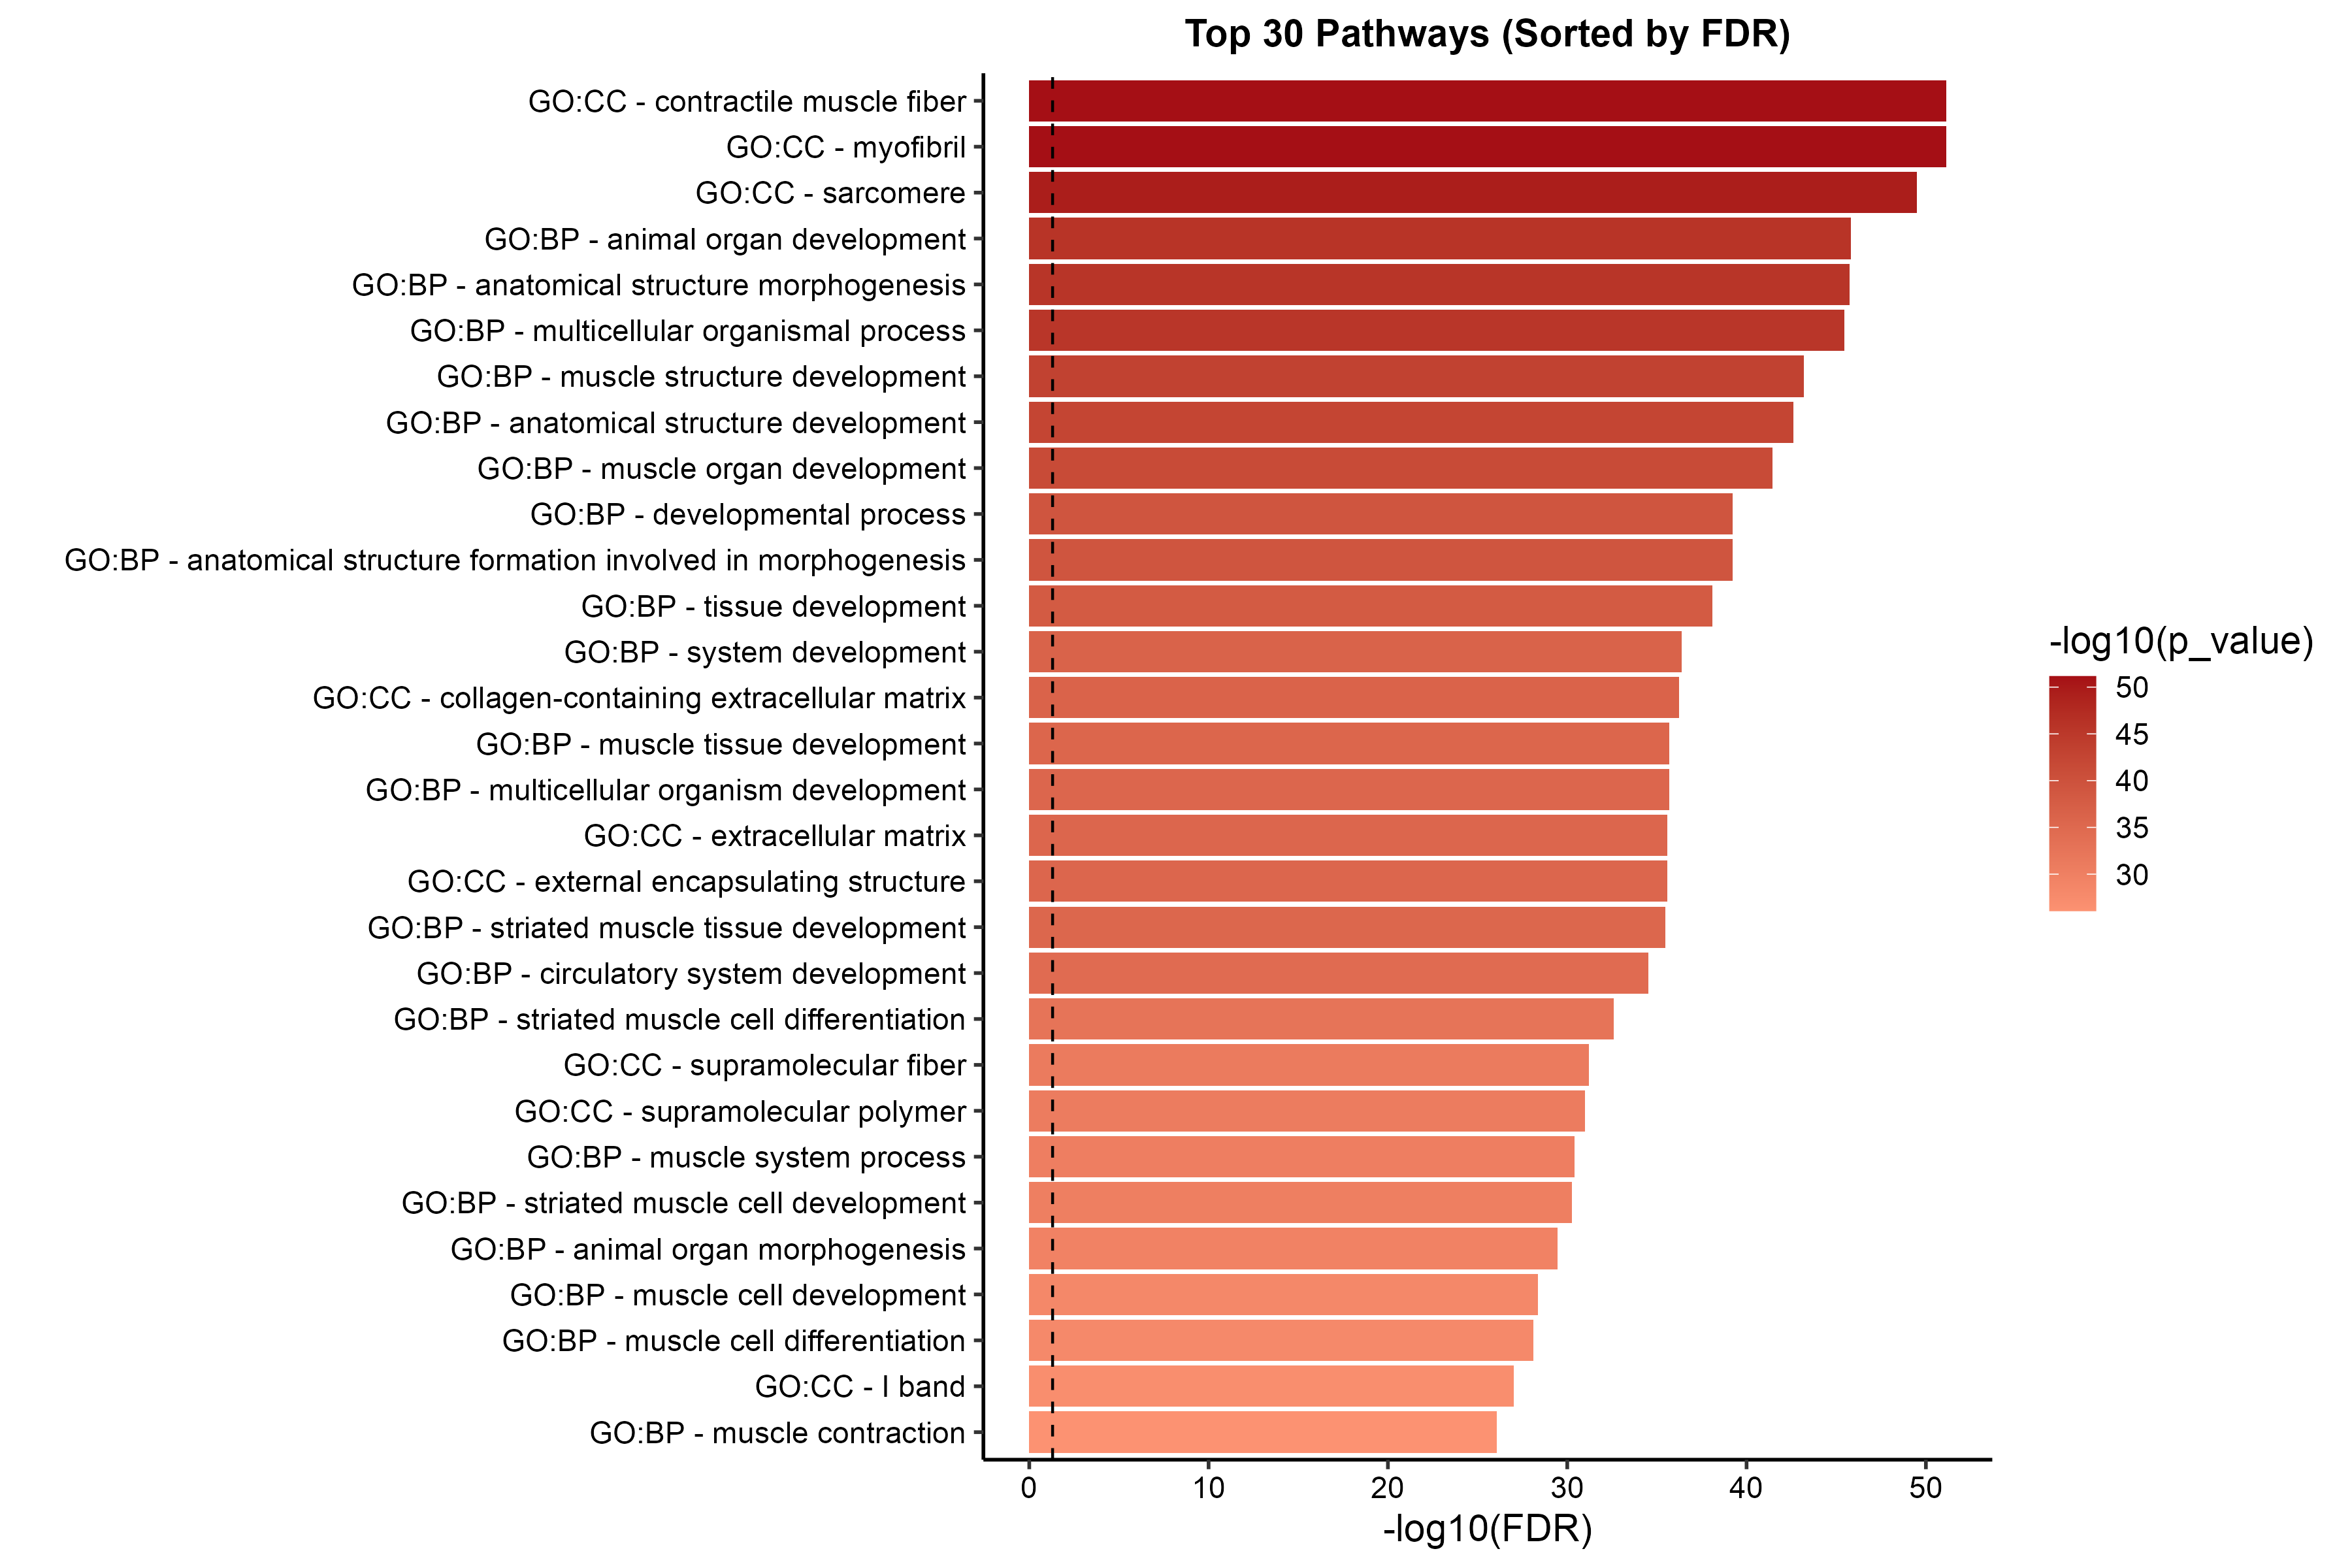 Top 30 Pathways (Sorted by FDR)
GO:CC - contractile muscle fiber
GO:CC - myofibril
GO:CC - sarcomere
GO:BP - animal organ development
GO:BP - anatomical structure morphogenesis
GO:BP - multicellular organismal process
GO:BP - muscle structure development
GO:BP - anatomical structure development
GO:BP - muscle organ development
GO:BP - developmental process
GO:BP - anatomical structure formation involved in morphogenesis
GO:BP - tissue development
GO:BP - system development
GO:CC - collagen-containing extracellular matrix
GO:BP - muscle tissue development
GO:BP - multicellular organism development
GO:CC - extracellular matrix
GO:CC - external encapsulating structure
GO:BP - striated muscle tissue development
GO:BP - circulatory system development
GO:BP - striated muscle cell differentiation
GO:CC - supramolecular fiber
GO:CC - supramolecular polymer
GO:BP - muscle system process
GO:BP - striated muscle cell development
GO:BP - animal organ morphogenesis
GO:BP - muscle cell development
GO:BP - muscle cell differentiation
GO:CC - I band
GO:BP - muscle contraction
0 10 20 30 40 50
-log10(FDR)
-log10(p_value)
50
45
40
35
30